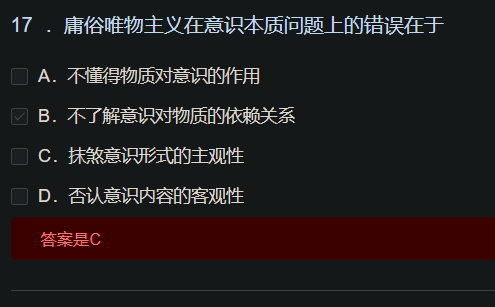 17 ．庸俗唯物主义在意识本质问题上的错误在于
A. 不懂得物质对意识的作用
B. 不了解意识对物质的依赖关系
C. 抹煞意识形式的主观性
D. 否认意识内容的客观性
答案是C